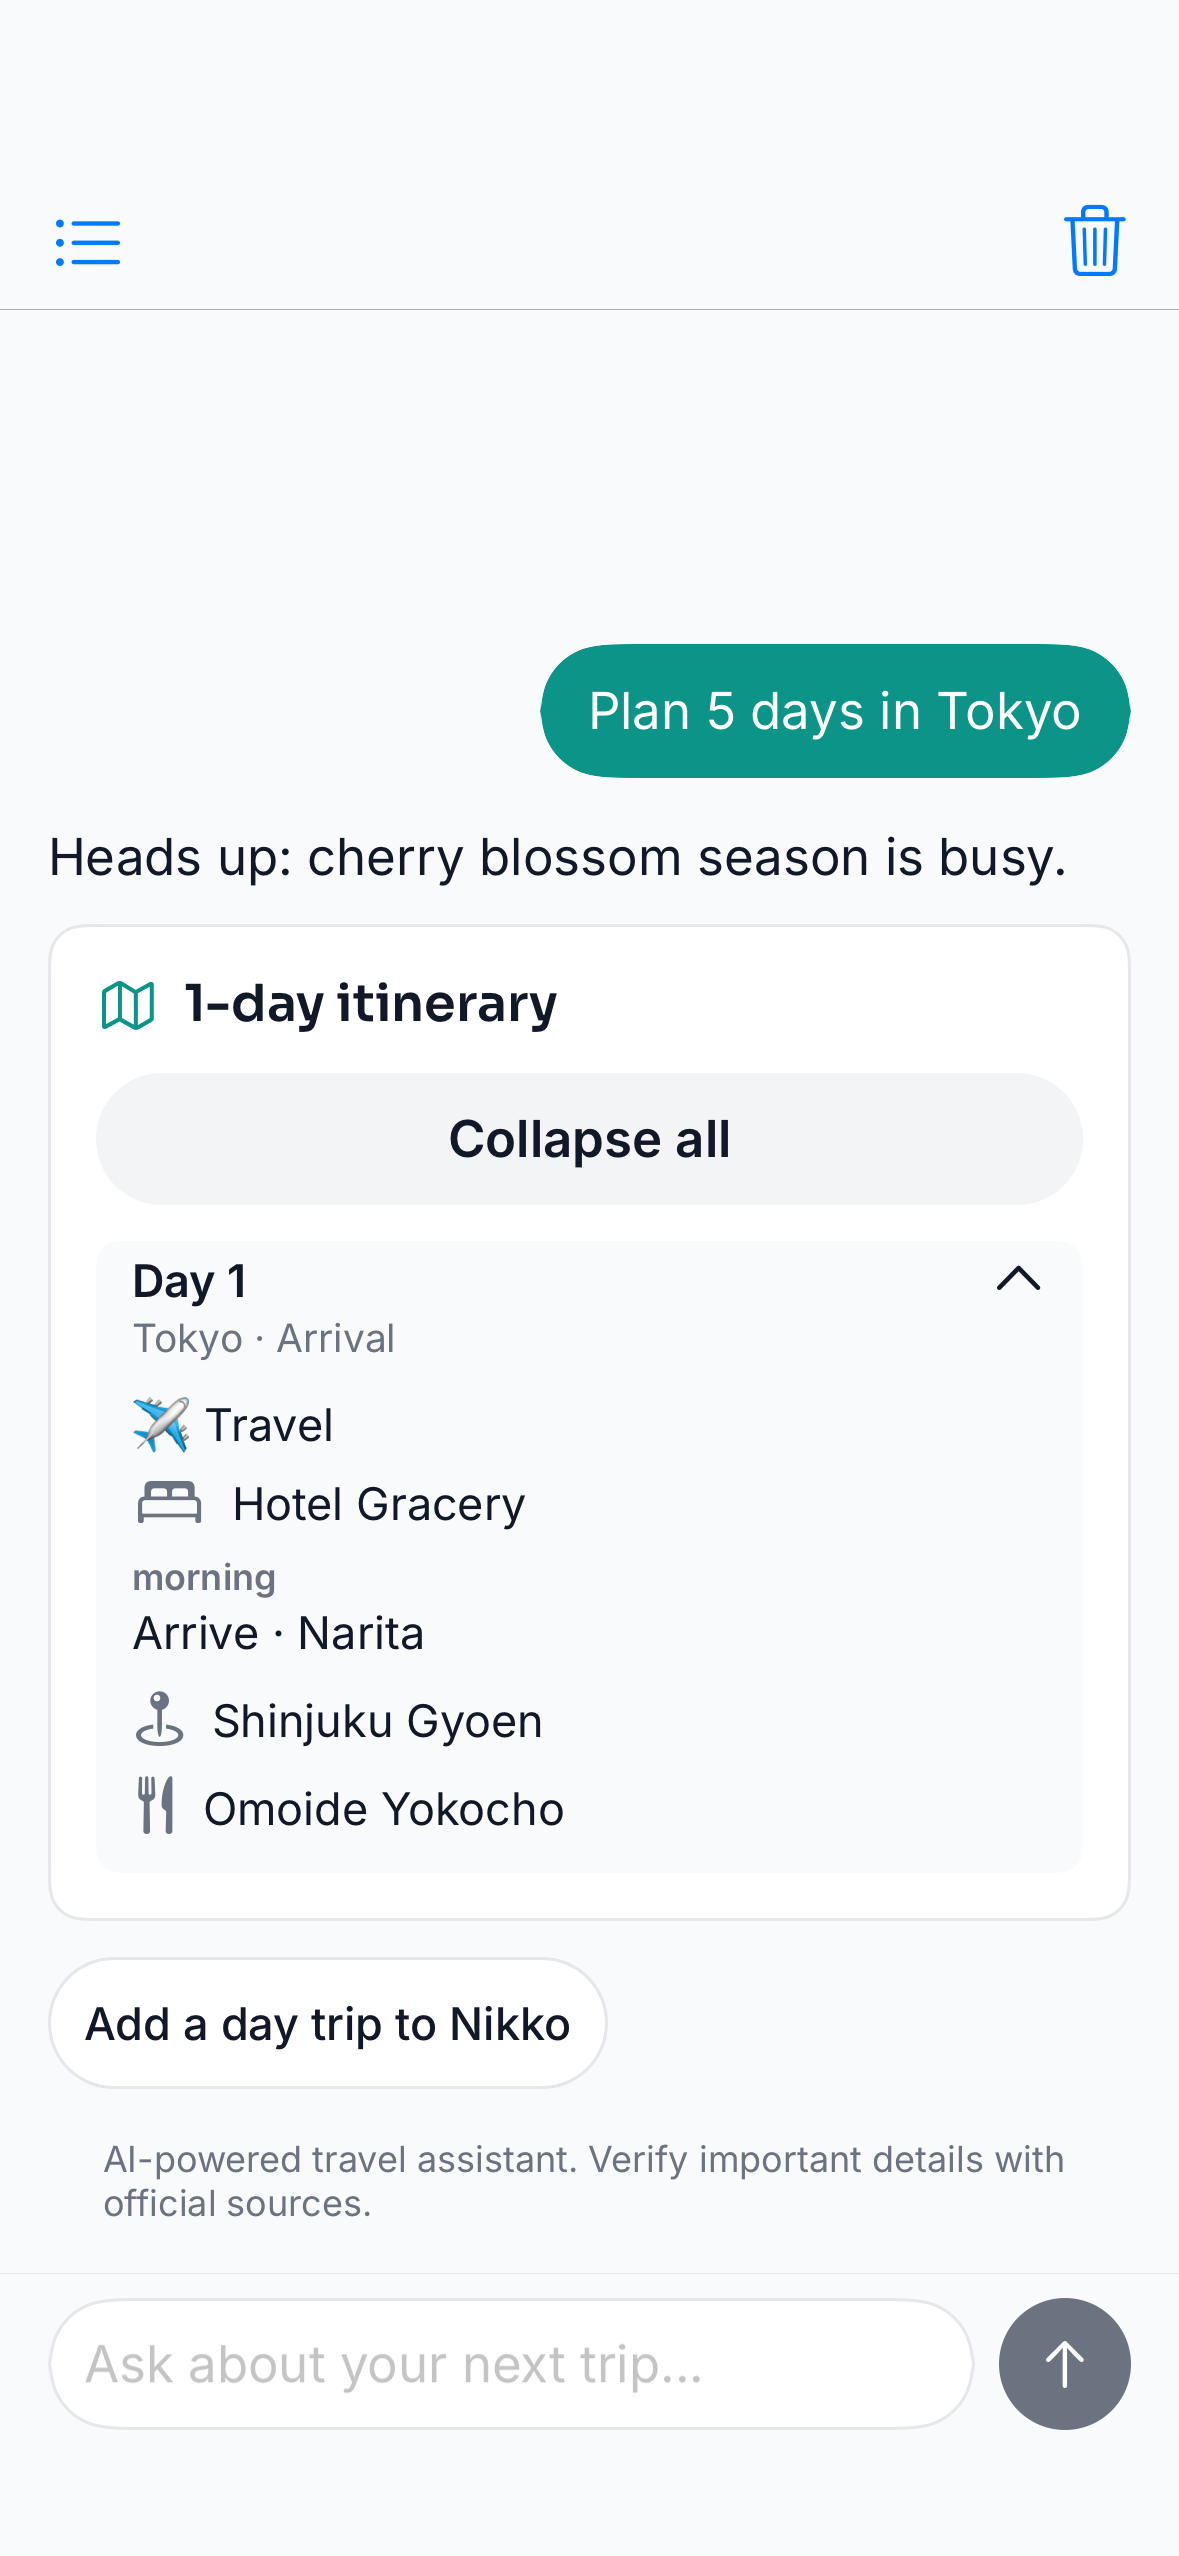 Plan 5 days in Tokyo
Heads up: cherry blossom season is busy.
1-day itinerary
Collapse all
Day 1
Tokyo · Arrival
✈️ Travel
Hotel Gracery
morning
Arrive · Narita
Shinjuku Gyoen
Omoide Yokocho
Add a day trip to Nikko
AI-powered travel assistant. Verify important details with
official sources.
Ask about your next trip...